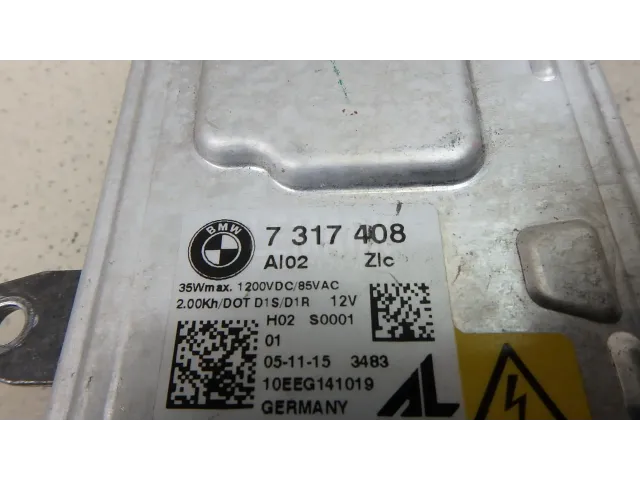 BMW
7 317 408
AI02 ZIc
35Wmax. 1200VDC/85VAC
2.00Kh/DOT D1S/D1R 12V
H02 S0001
01
05-11-15 3483
10EEG141019
GERMANY
AL